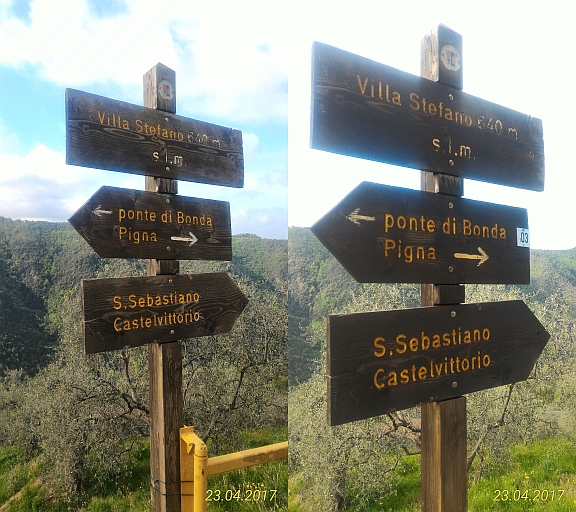 Villa Stefano 640 m.
s.l.m.
ponte di Bonda
Pigna
S.Sebastiano
Castelvittorio
23.04.2017
Villa Stefano 640 m.
s.l.m.
ponte di Bonda
Pigna
03
S.Sebastiano
Castelvittorio
23.04.2017